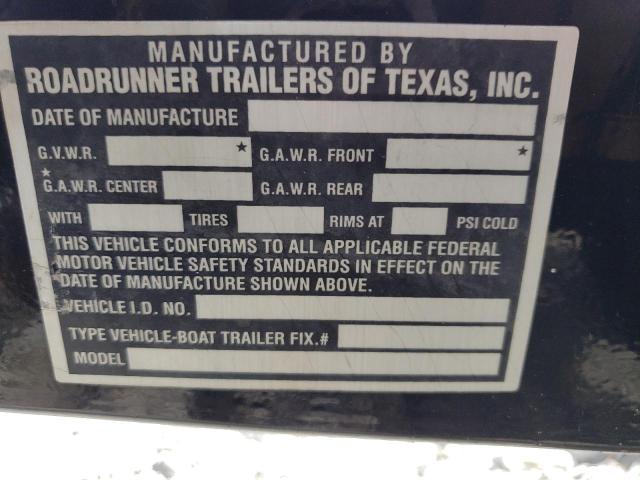 MANUFACTURED BY
ROADRUNNER TRAILERS OF TEXAS, INC.
DATE OF MANUFACTURE
G.V.W.R. ★ G.A.W.R. FRONT ★
★ G.A.W.R. CENTER G.A.W.R. REAR
WITH TIRES RIMS AT PSI COLD
THIS VEHICLE CONFORMS TO ALL APPLICABLE FEDERAL
MOTOR VEHICLE SAFETY STANDARDS IN EFFECT ON THE
DATE OF MANUFACTURE SHOWN ABOVE.
VEHICLE I.D. NO.
TYPE VEHICLE-BOAT TRAILER FIX.#
MODEL